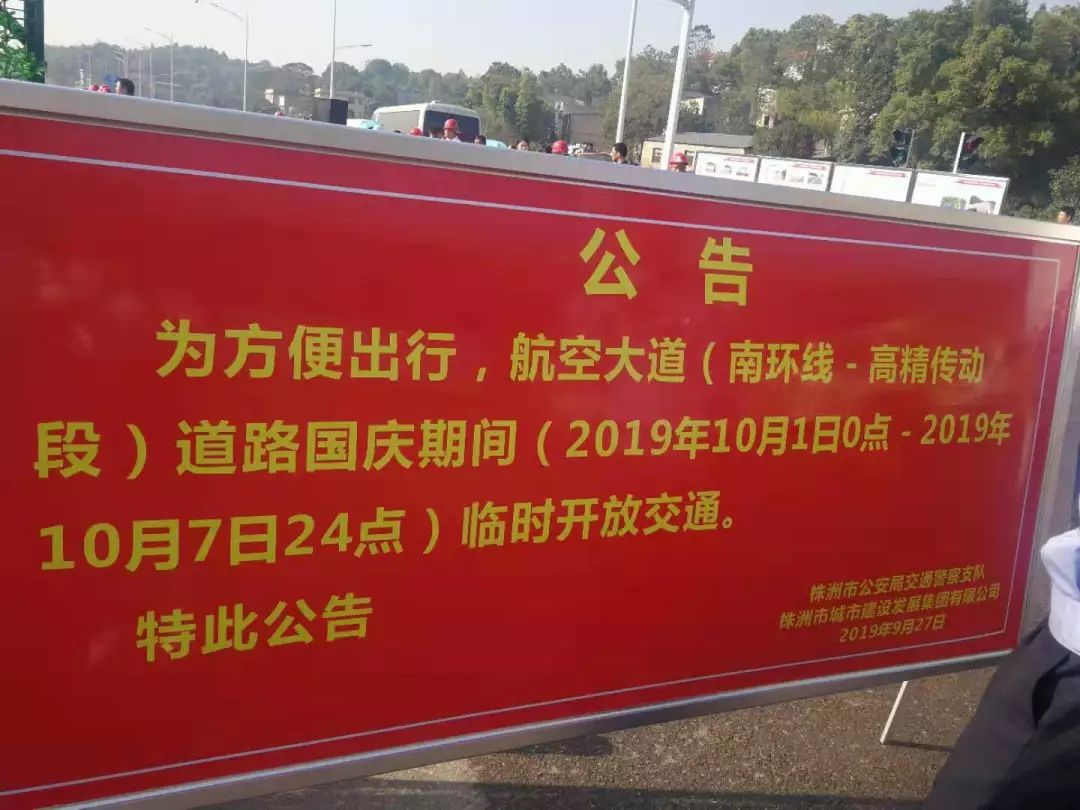 公 告
为方便出行，航空大道（南环线－高精传动
段）道路国庆期间（2019年10月1日0点－2019年
10月7日24点）临时开放交通。
特此公告
株洲市公安局交通警察支队
株洲市城市建设发展集团有限公司
2019年9月27日